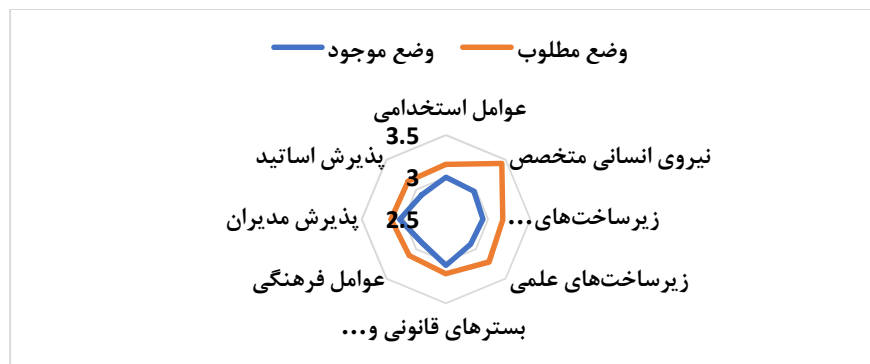 وضع موجود
وضع مطلوب
عوامل استخدامی
3.5
پذیرش اساتید
نیروی انسانی متخصص
3
پذیرش مدیران
2.5
زیرساخت‌های...
عوامل فرهنگی
زیرساخت‌های علمی
بسترهای قانونی و...